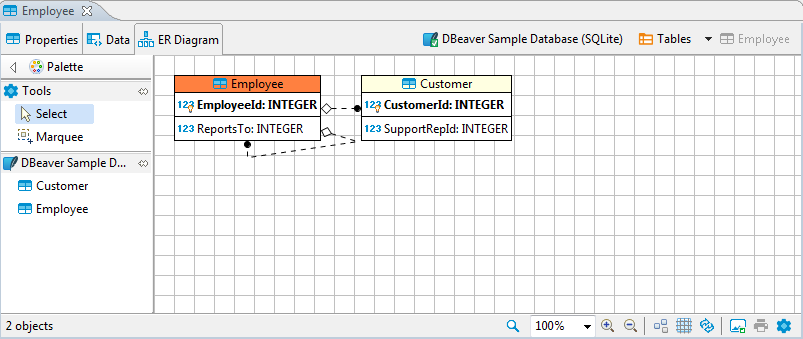 Employee
Properties Data ER Diagram DBeaver Sample Database (SQLite) Tables Employee
Palette
Tools
Select
Marquee
DBeaver Sample D...
Customer
Employee
Employee
123 EmployeeId: INTEGER
123 ReportsTo: INTEGER
Customer
123 CustomerId: INTEGER
123 SupportRepId: INTEGER
2 objects 100%